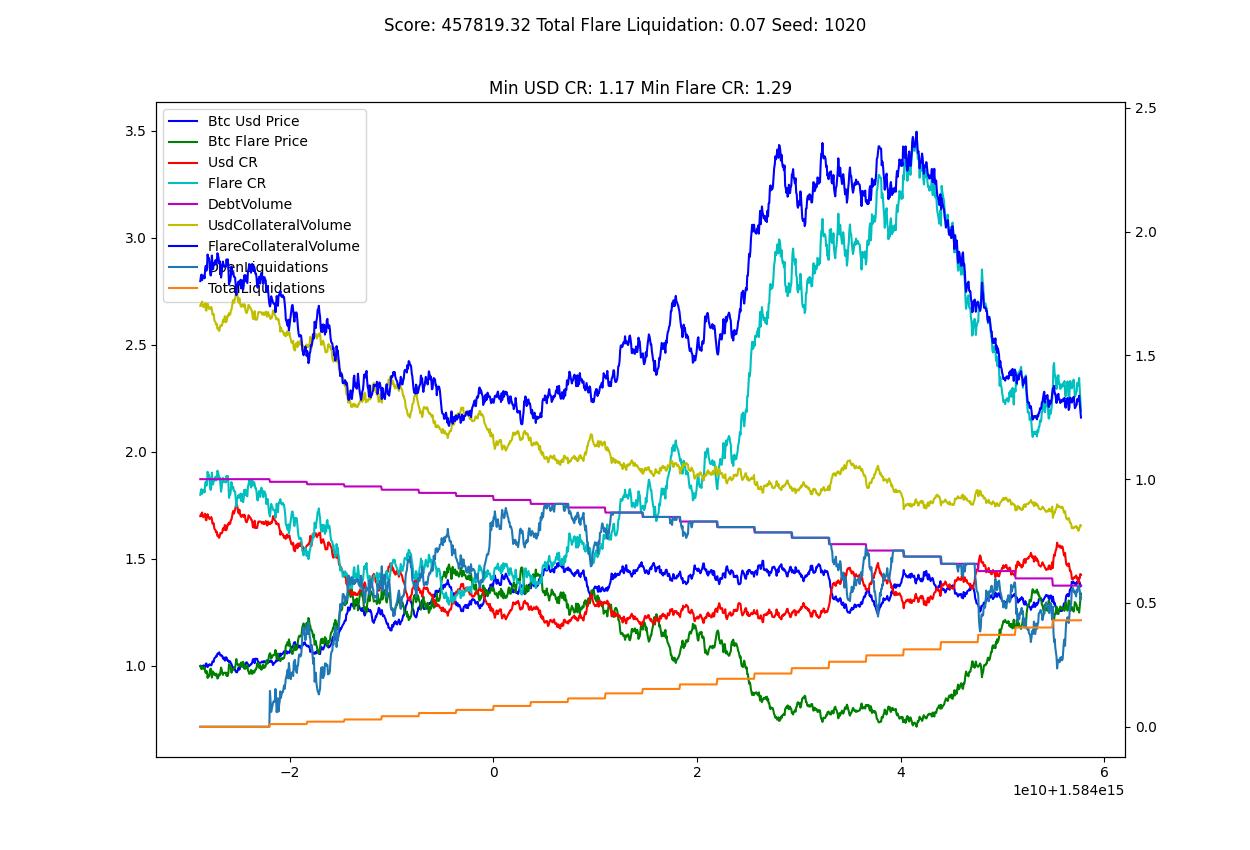 Score: 457819.32 Total Flare Liquidation: 0.07 Seed: 1020
Min USD CR: 1.17 Min Flare CR: 1.29
Btc Usd Price
Btc Flare Price
Usd CR
Flare CR
DebtVolume
UsdCollateralVolume
FlareCollateralVolume
OpenLiquidations
TotalLiquidations
3.5
3.0
2.5
2.0
1.5
1.0
2.5
2.0
1.5
1.0
0.5
0.0
−2
0
2
4
6
1e10+1.584e15